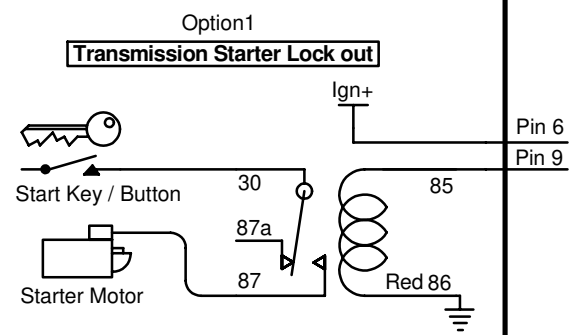 Option1
Transmission Starter Lock out
Ign+
Pin 6
Pin 9
Start Key / Button
30
85
87a
87
Red 86
Starter Motor